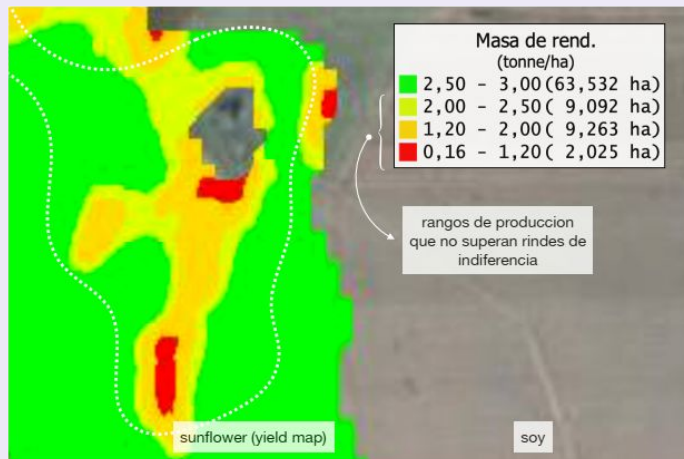 Masa de rend.
(tonne/ha)
2,50 - 3,00(63,532 ha)
2,00 - 2,50( 9,092 ha)
1,20 - 2,00( 9,263 ha)
0,16 - 1,20( 2,025 ha)
rangos de produccion
que no superan rindes de
indiferencia
sunflower (yield map)
soy